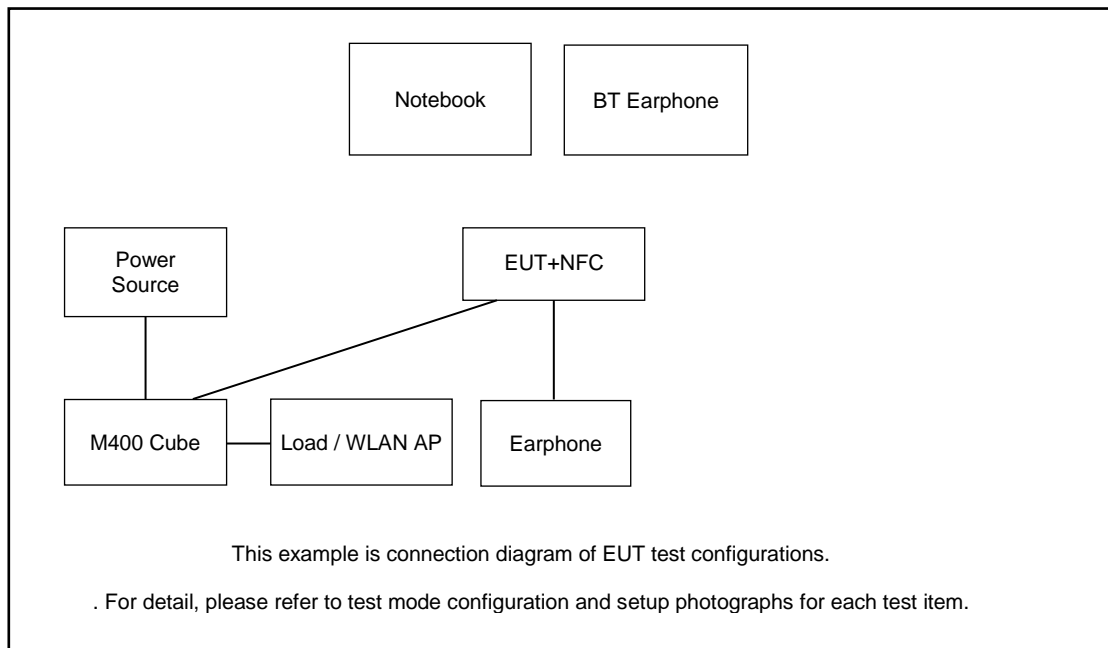 Notebook
BT Earphone
Power
Source
EUT+NFC
M400 Cube
Load / WLAN AP
Earphone
This example is connection diagram of EUT test configurations.
. For detail, please refer to test mode configuration and setup photographs for each test item.